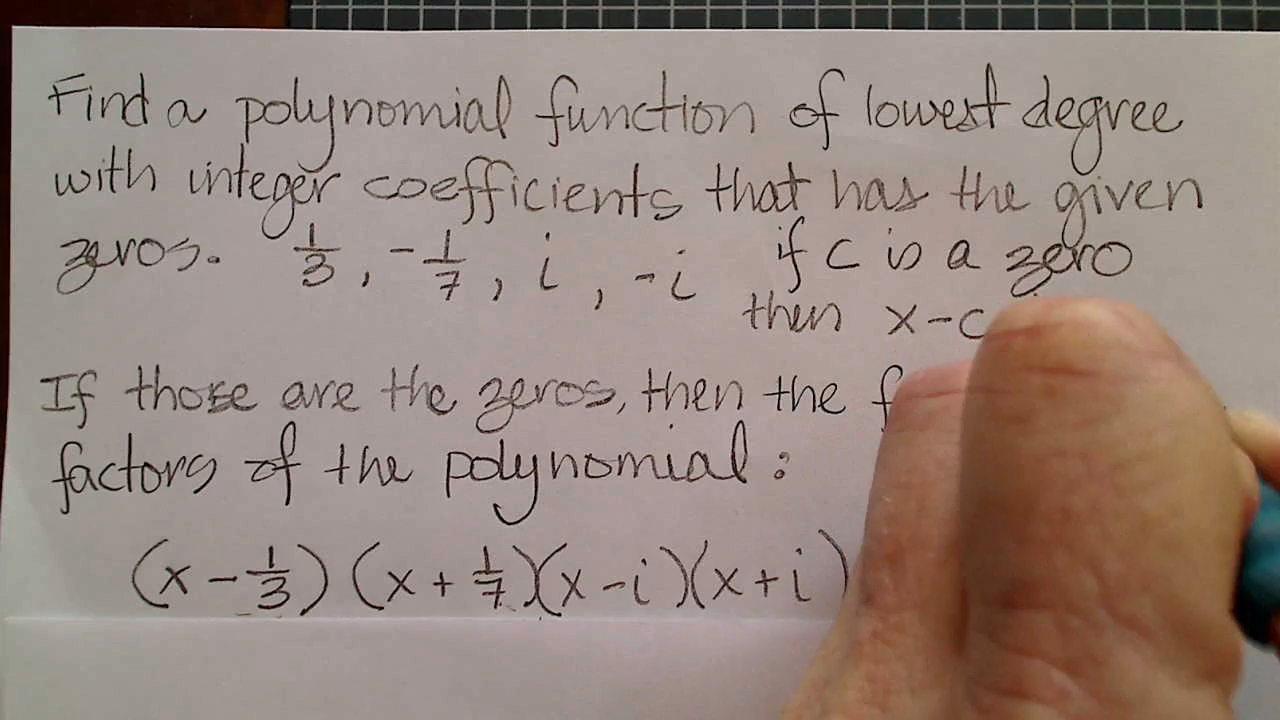 Find a polynomial function of lowest degree
with integer coefficients that has the given
zeros. 1/3, -1/7, i, -i if c is a zero
then x-c
If those are the zeros, then the
factors of the polynomial:
(x - 1/3)(x + 1/7)(x - i)(x + i)